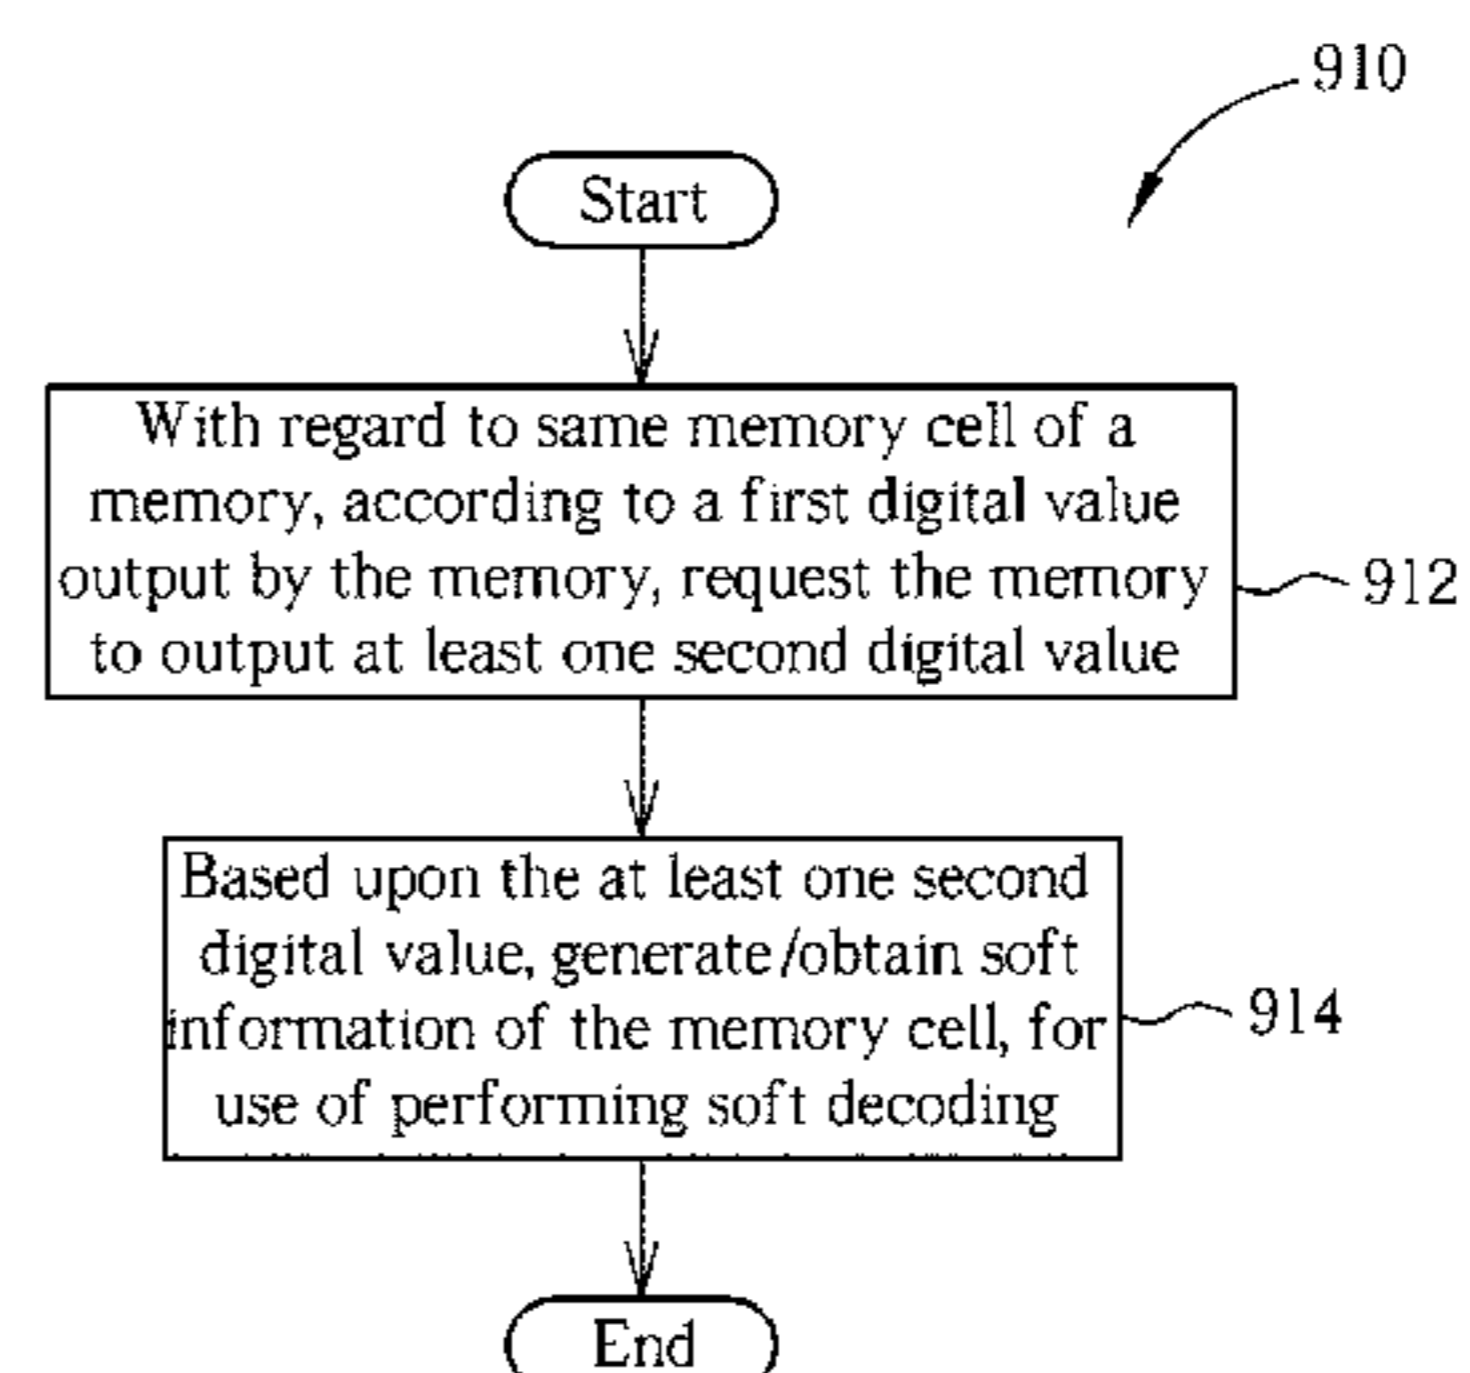 910
Start
With regard to same memory cell of a
memory, according to a first digital value
output by the memory, request the memory
to output at least one second digital value
912
Based upon the at least one second
digital value, generate/obtain soft
information of the memory cell, for
use of performing soft decoding
914
End